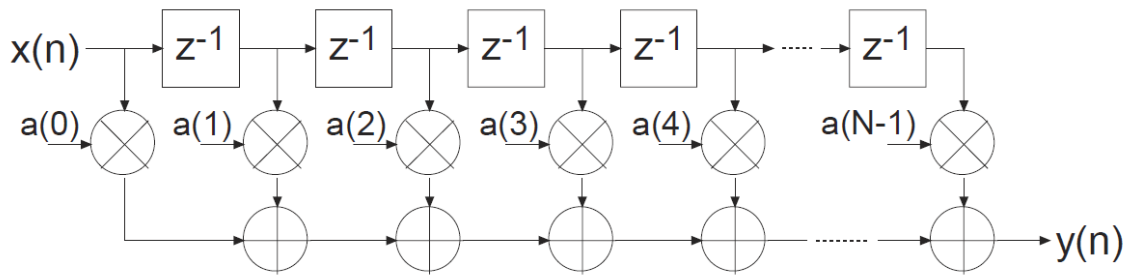 x(n) z⁻¹ z⁻¹ z⁻¹ z⁻¹ z⁻¹
a(0) a(1) a(2) a(3) a(4) a(N-1)
y(n)